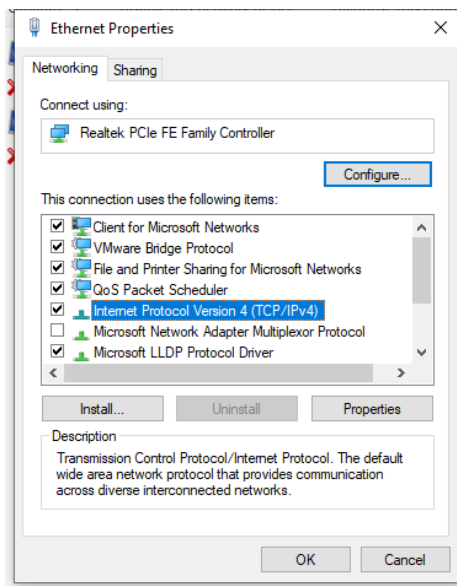 Ethernet Properties
Networking
Sharing
Connect using:
Realtek PCIe FE Family Controller
Configure...
This connection uses the following items:
Client for Microsoft Networks
VMware Bridge Protocol
File and Printer Sharing for Microsoft Networks
QoS Packet Scheduler
Internet Protocol Version 4 (TCP/IPv4)
Microsoft Network Adapter Multiplexor Protocol
Microsoft LLDP Protocol Driver
Install...
Uninstall
Properties
Description
Transmission Control Protocol/Internet Protocol. The default
wide area network protocol that provides communication
across diverse interconnected networks.
OK
Cancel